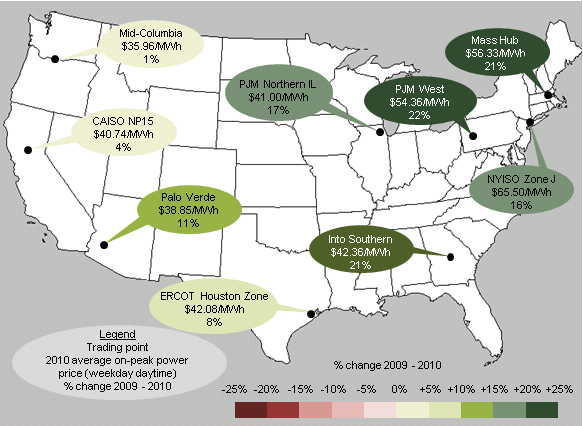 Mid-Columbia
$35.96/MWh
1%
Mass Hub
$56.33/MWh
21%
PJM Northern IL
$41.00/MWh
17%
PJM West
$54.36/MWh
22%
CAISO NP15
$40.74/MWh
4%
NYISO Zone J
$65.50/MWh
16%
Palo Verde
$38.85/MWh
11%
Into Southern
$42.36/MWh
21%
ERCOT Houston Zone
$42.08/MWh
8%
Legend
Trading point
2010 average on-peak power
price (weekday daytime)
% change 2009 - 2010
% change 2009 - 2010
-25% -20% -15% -10% -5% 0% +5% +10% +15% +20% +25%